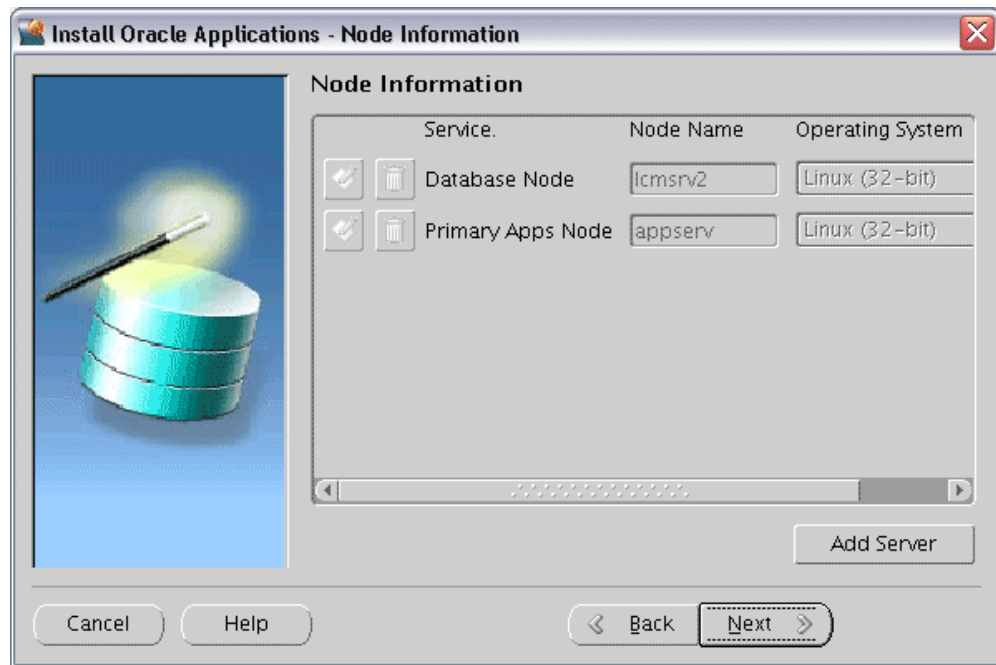 Install Oracle Applications - Node Information
Node Information
Service. Node Name Operating System
Database Node lcmsrv2 Linux (32-bit)
Primary Apps Node appserv Linux (32-bit)
Add Server
Cancel Help Back Next